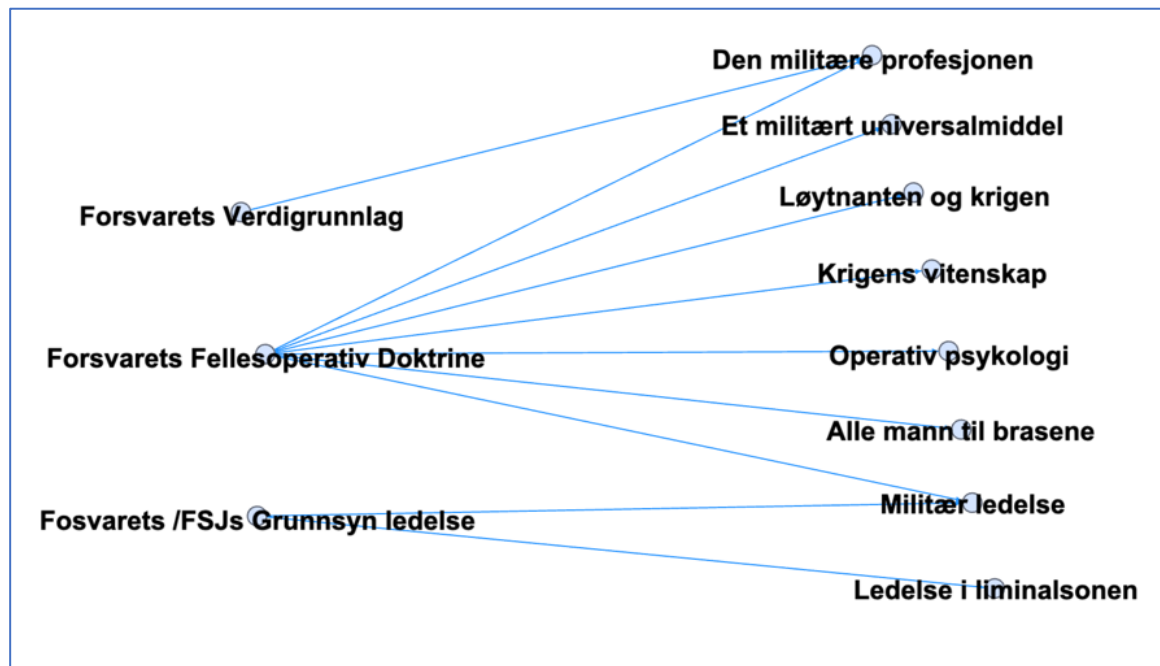 Den militære profesjonen
Et militært universalmiddel
Løytnanten og krigen
Forsvarets Verdigrunnlag
Krigens vitenskap
Forsvarets Fellesoperativ Doktrine
Operativ psykologi
Alle mann til brasene
Militær ledelse
Fosvarets /FSJs Grunnsyn ledelse
Ledelse i liminalsonen